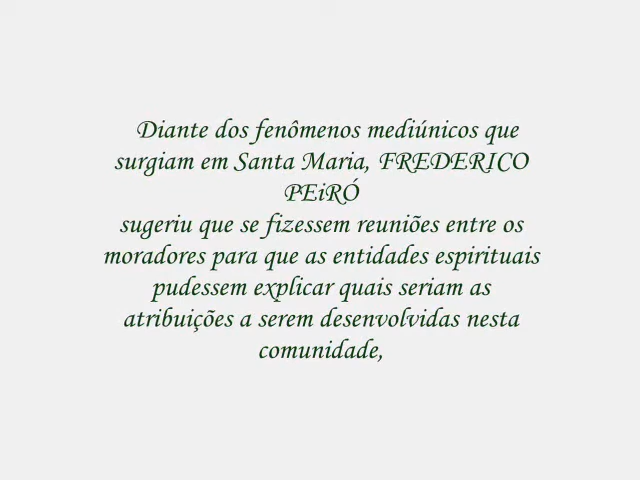 Diante dos fenômenos mediúnicos que
surgiam em Santa Maria, FREDERICO
PEiRÓ
sugeriu que se fizessem reuniões entre os
moradores para que as entidades espirituais
pudessem explicar quais seriam as
atribuições a serem desenvolvidas nesta
comunidade,